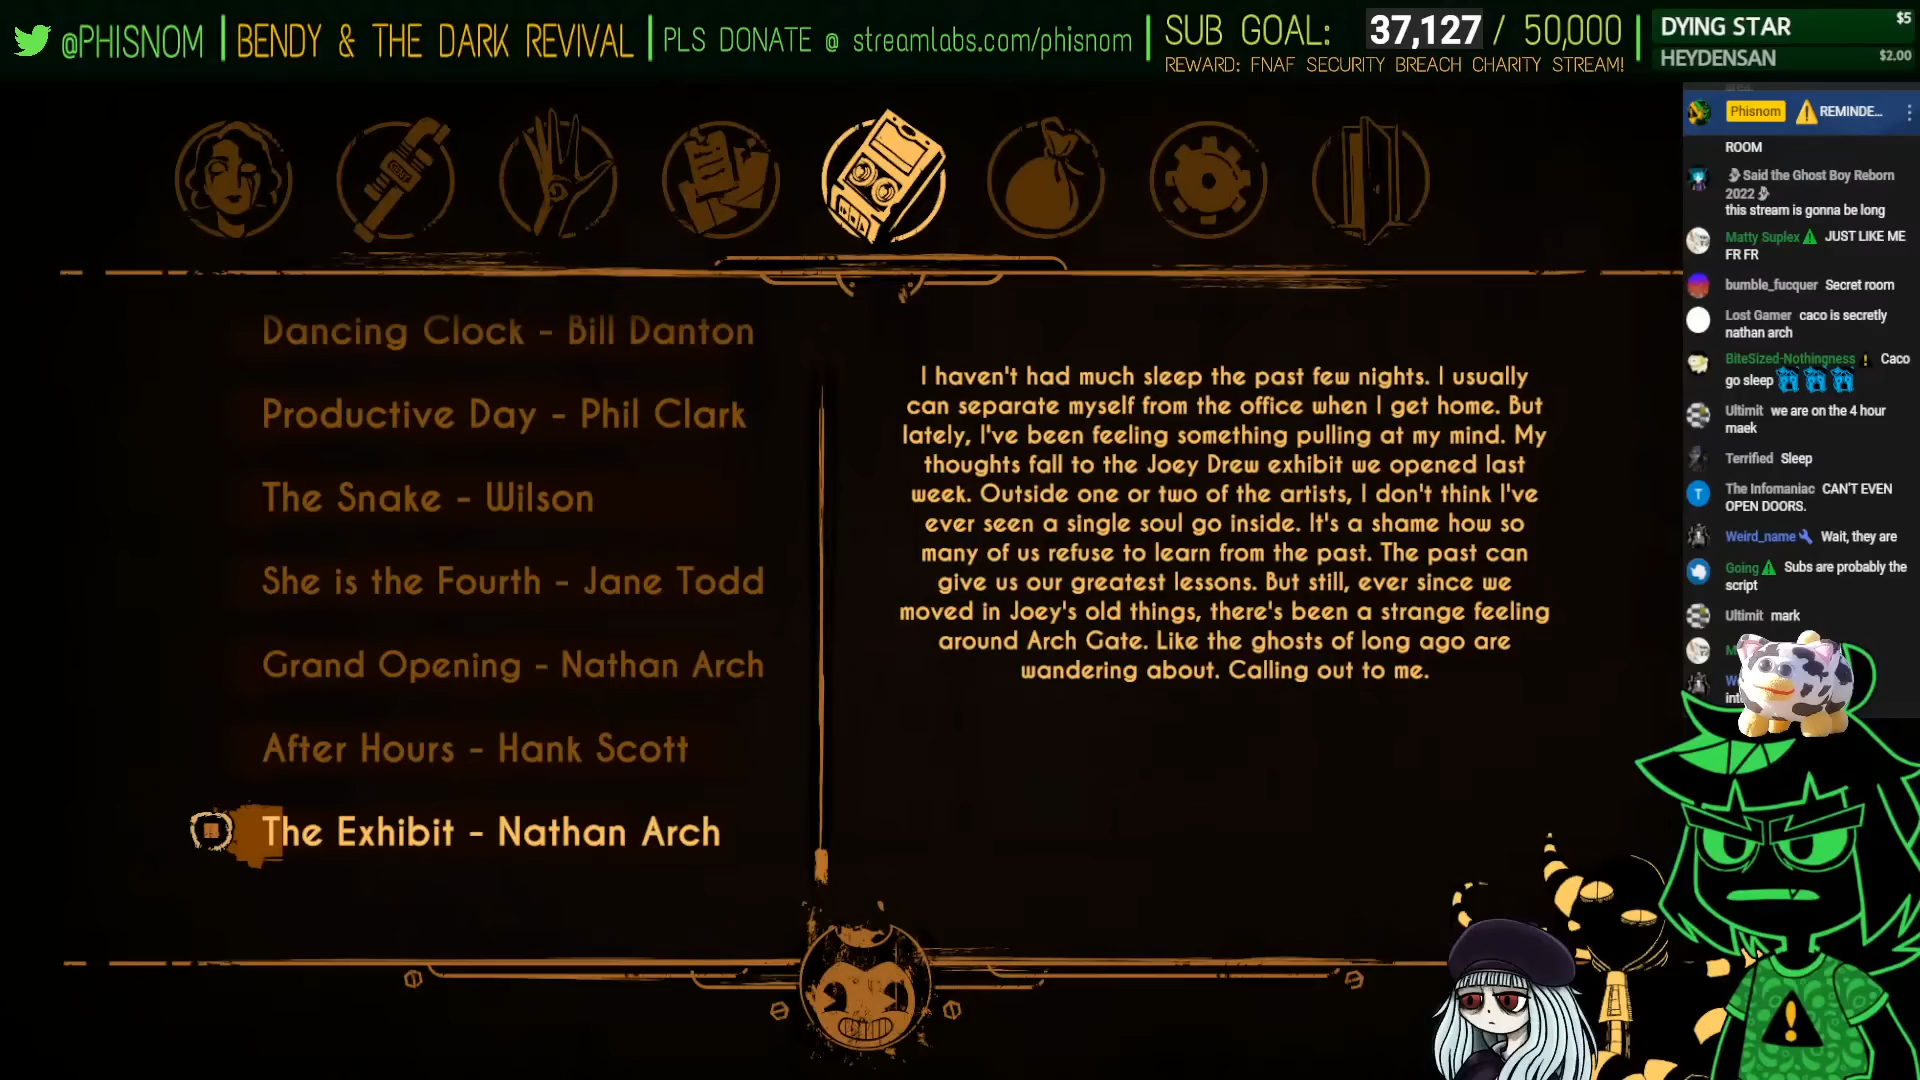 @PHISNOM | BENDY & THE DARK REVIVAL | PLS DONATE @ streamlabs.com/phisnom | SUB GOAL: 37,127 / 50,000
REWARD: FNAF SECURITY BREACH CHARITY STREAM!
DYING STAR $5
HEYDENSAN $2.00
Dancing Clock - Bill Danton
Productive Day - Phil Clark
The Snake - Wilson
She is the Fourth - Jane Todd
Grand Opening - Nathan Arch
After Hours - Hank Scott
The Exhibit - Nathan Arch
I haven't had much sleep the past few nights. I usually
can separate myself from the office when I get home. But
lately, I've been feeling something pulling at my mind. My
thoughts fall to the Joey Drew exhibit we opened last
week. Outside one or two of the artists, I don't think I've
ever seen a single soul go inside. It's a shame how so
many of us refuse to learn from the past. The past can
give us our greatest lessons. But still, ever since we
moved in Joey's old things, there's been a strange feeling
around Arch Gate. Like the ghosts of long ago are
wandering about. Calling out to me.
Phisnom REMINDE...
ROOM
Said the Ghost Boy Reborn
2022
this stream is gonna be long
Matty Suplex JUST LIKE ME
FR FR
bumble_fucquer Secret room
Lost Gamer caco is secretly
nathan arch
BiteSized-Nothingness Caco
go sleep
Ultimit we are on the 4 hour
maek
Terrified Sleep
T The Infomaniac CAN'T EVEN
OPEN DOORS.
Weird_name Wait, they are
Going Subs are probably the
script
Ultimit mark